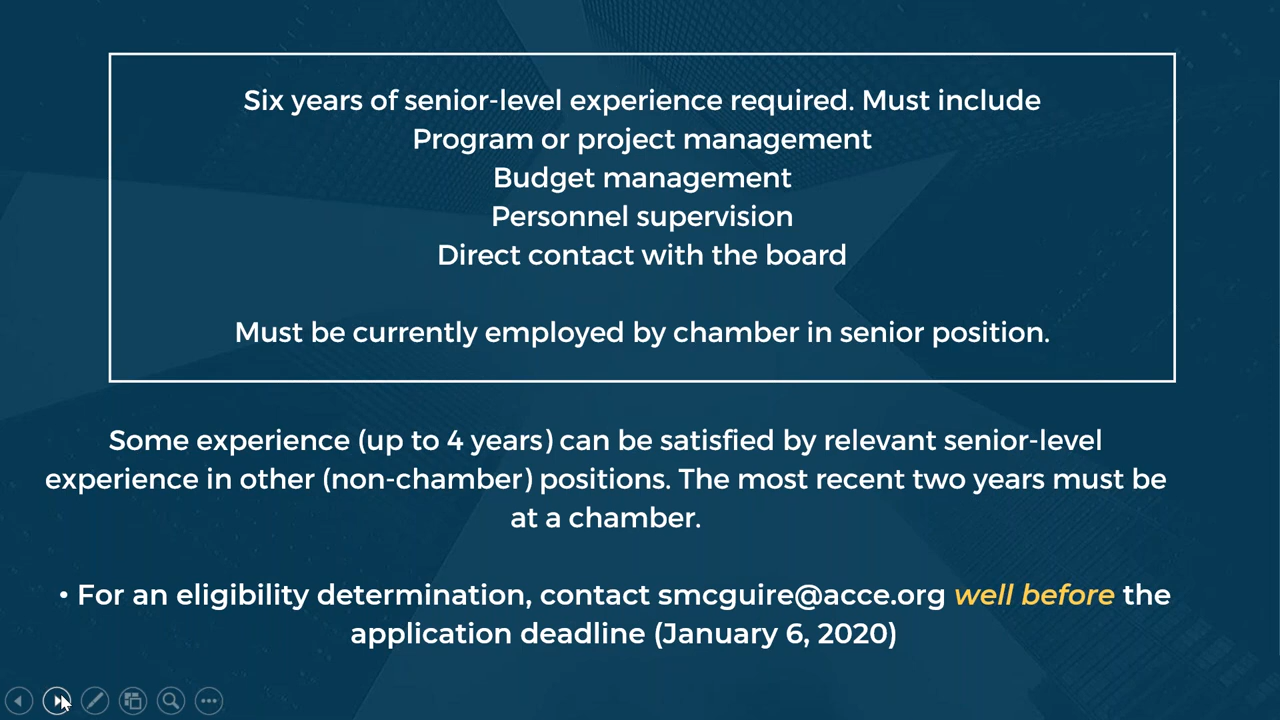 Six years of senior-level experience required. Must include
Program or project management
Budget management
Personnel supervision
Direct contact with the board
Must be currently employed by chamber in senior position.
Some experience (up to 4 years) can be satisfied by relevant senior-level
experience in other (non-chamber) positions. The most recent two years must be
at a chamber.
• For an eligibility determination, contact smcguire@acce.org well before the
application deadline (January 6, 2020)